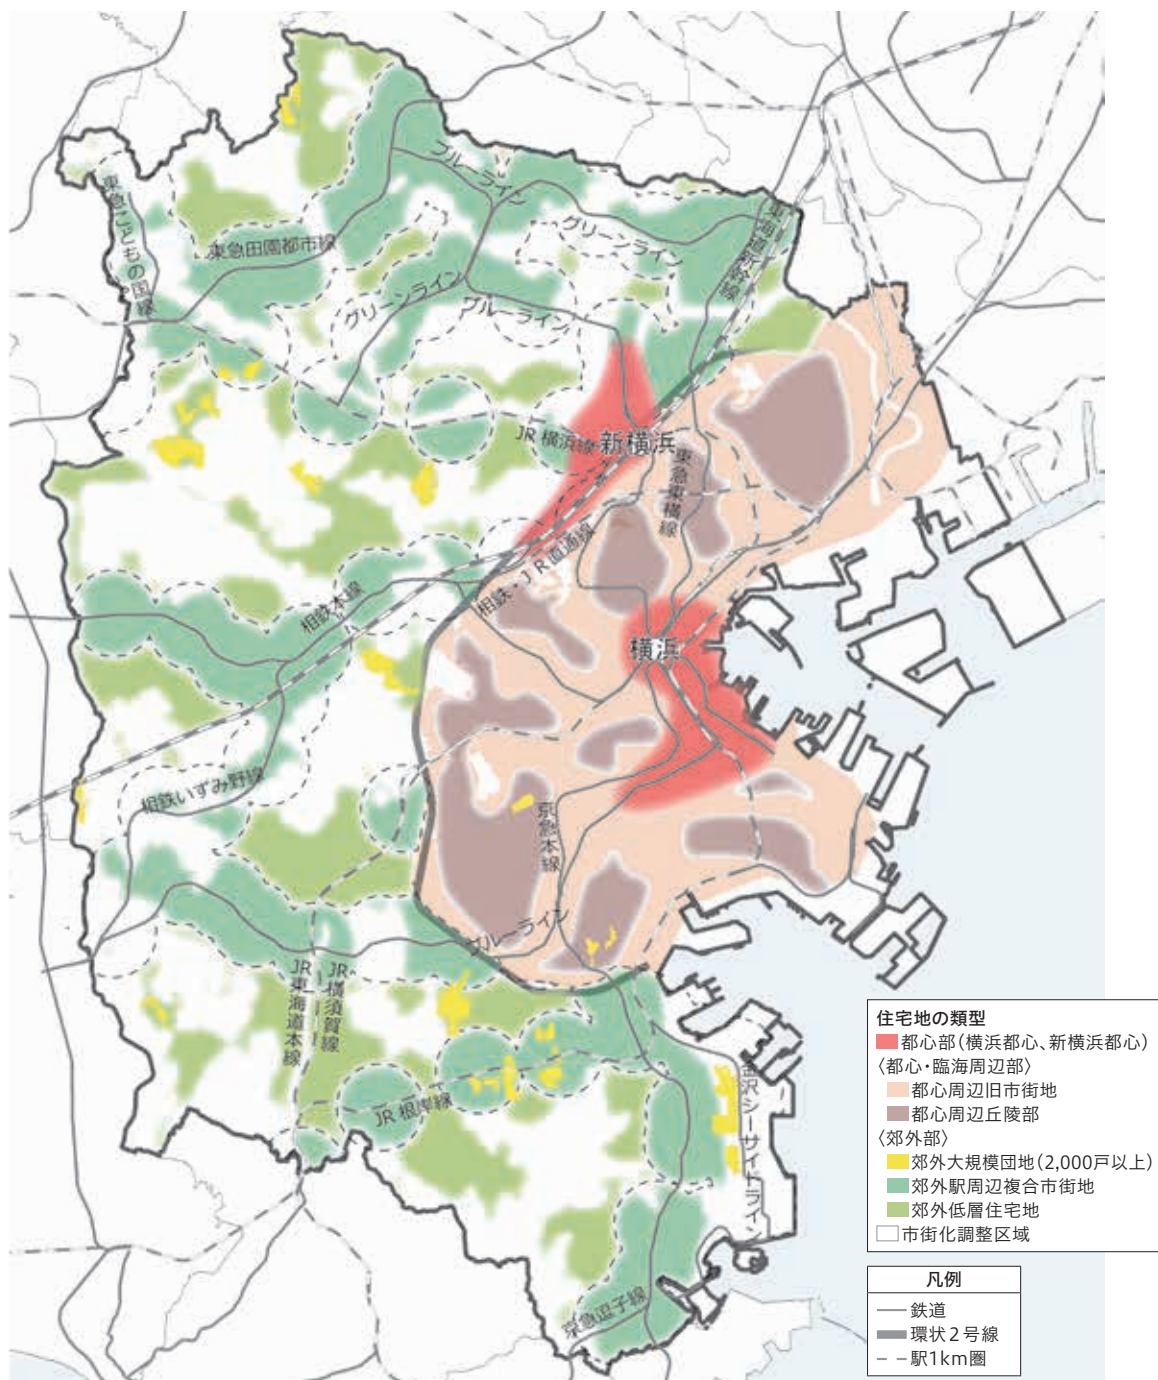 ブルーライン
東急こどもの国線
東海道新幹線
グリーンライン
東急田園都市線
グリーンライン
ブルーライン
JR横浜線
新横浜
東急東横線
相鉄・JR直通線
相鉄本線
横浜
相鉄いずみ野線
京急本線
ブルーライン
JR東海道本線
JR横須賀線
JR根岸線
金沢シーサイドライン
京急逗子線
住宅地の類型
都心部(横浜都心、新横浜都心)
〈都心・臨海周辺部〉
都心周辺旧市街地
都心周辺丘陵部
〈郊外部〉
郊外大規模団地(2,000戸以上)
郊外駅周辺複合市街地
郊外低層住宅地
市街化調整区域
凡例
鉄道
環状2号線
駅1km圏